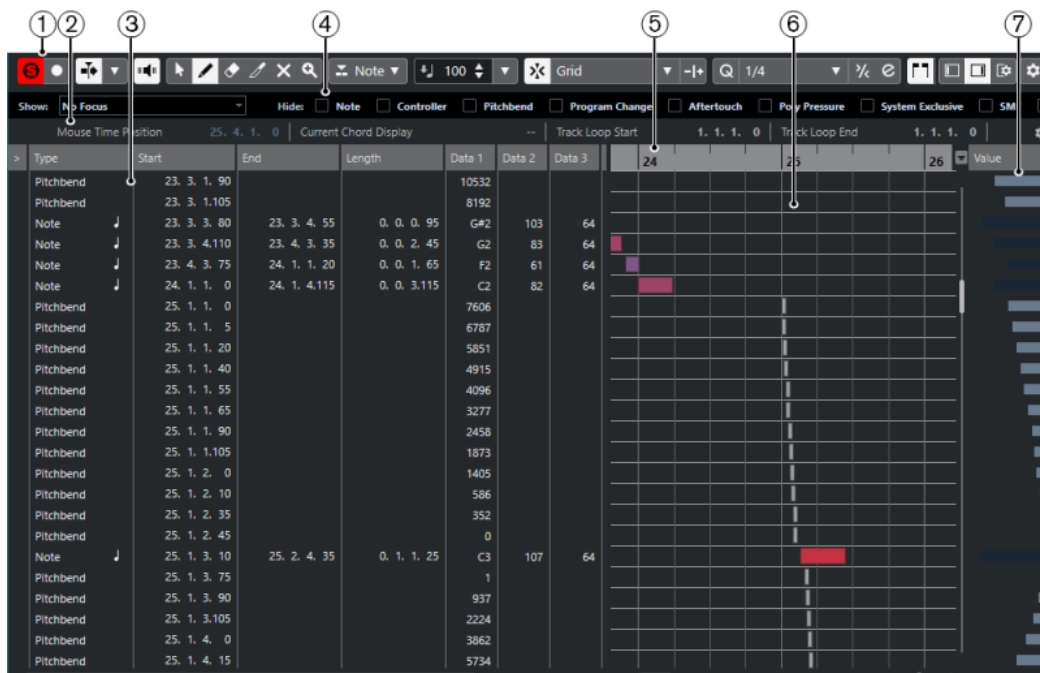 1 2 3 4 5 6 7
S Note 100 Grid Q 1/4
Show: No Focus Hide: Note Controller Pitchbend Program Change Aftertouch Poly Pressure System Exclusive SM
Mouse Time Position 25. 4. 1. 0 Current Chord Display -- Track Loop Start 1. 1. 1. 0 Track Loop End 1. 1. 1. 0
> Type Start End Length Data 1 Data 2 Data 3 24 25 26 Value
Pitchbend 23. 3. 1. 90 10532
Pitchbend 23. 3. 1.105 8192
Note 23. 3. 3. 80 23. 3. 4. 55 0. 0. 0. 95 G#2 103 64
Note 23. 3. 4.110 23. 4. 3. 35 0. 0. 2. 45 G2 83 64
Note 23. 4. 3. 75 24. 1. 1. 20 0. 0. 1. 65 F2 61 64
Note 24. 1. 1. 0 24. 1. 4.115 0. 0. 3.115 C2 82 64
Pitchbend 25. 1. 1. 0 7606
Pitchbend 25. 1. 1. 5 6787
Pitchbend 25. 1. 1. 20 5851
Pitchbend 25. 1. 1. 40 4915
Pitchbend 25. 1. 1. 55 4096
Pitchbend 25. 1. 1. 65 3277
Pitchbend 25. 1. 1. 90 2458
Pitchbend 25. 1. 1.105 1873
Pitchbend 25. 1. 2. 0 1405
Pitchbend 25. 1. 2. 10 586
Pitchbend 25. 1. 2. 35 352
Pitchbend 25. 1. 2. 45 0
Note 25. 1. 3. 10 25. 2. 4. 35 0. 1. 1. 25 C3 107 64
Pitchbend 25. 1. 3. 75 1
Pitchbend 25. 1. 3. 90 937
Pitchbend 25. 1. 3.105 2224
Pitchbend 25. 1. 4. 0 3862
Pitchbend 25. 1. 4. 15 5734